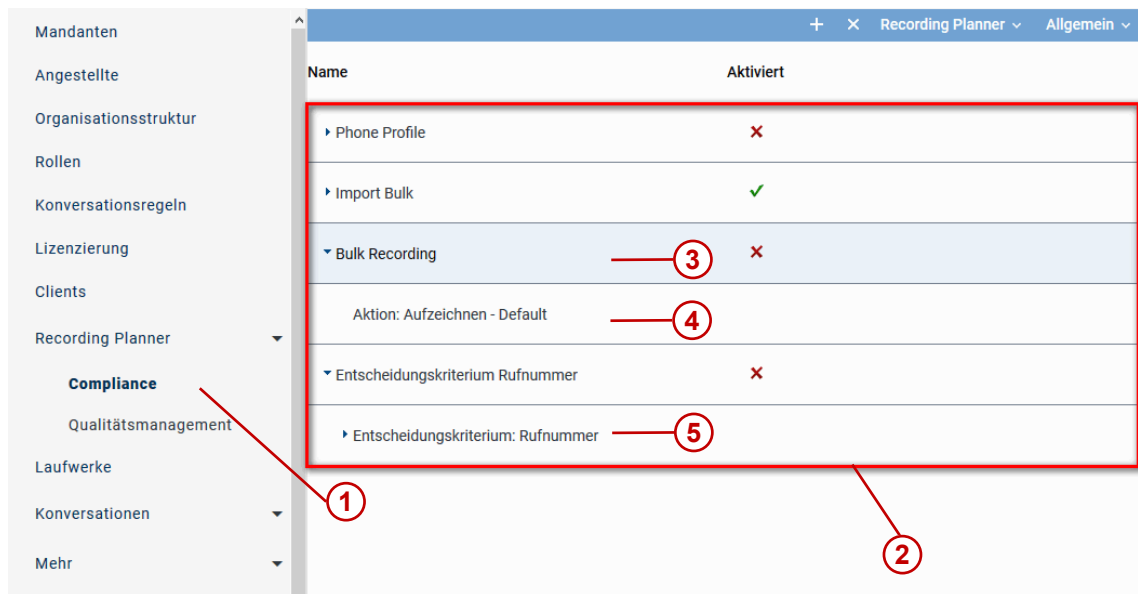 Mandanten
Angestellte
Organisationsstruktur
Rollen
Konversationsregeln
Lizenzierung
Clients
Recording Planner
Compliance
Qualitätsmanagement
Laufwerke
Konversationen
Mehr
Recording Planner Allgemein
Name Aktiviert
Phone Profile
Import Bulk
Bulk Recording 3
Aktion: Aufzeichnen - Default 4
Entscheidungskriterium Rufnummer
Entscheidungskriterium: Rufnummer 5
1
2